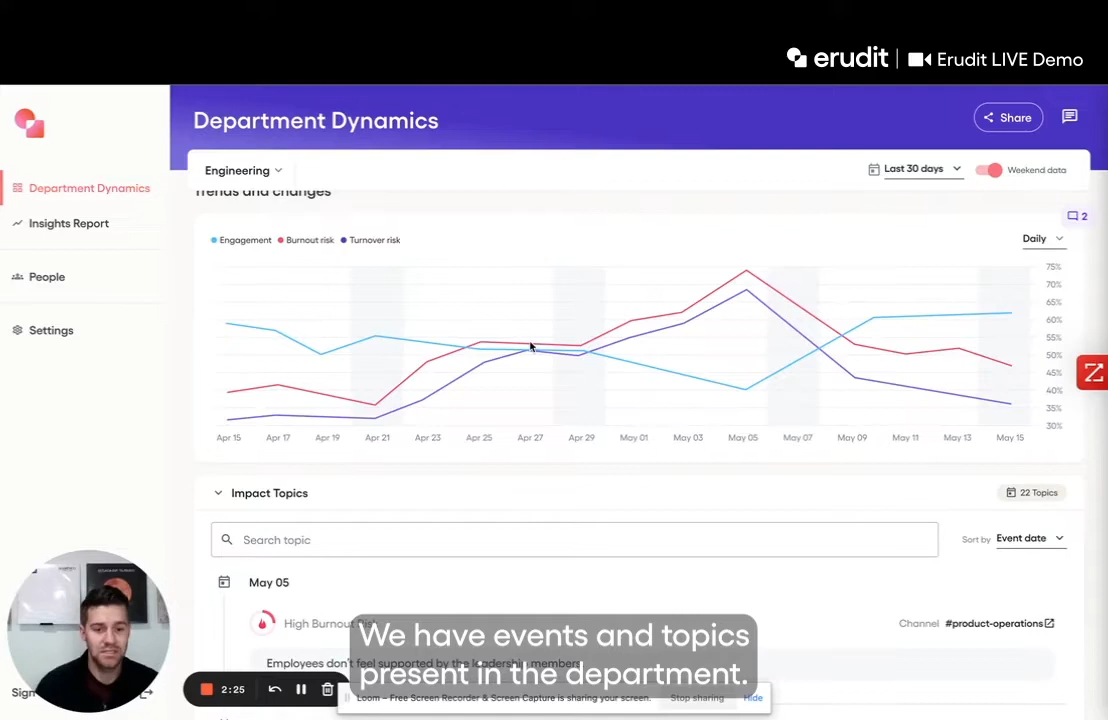 erudit | Erudit LIVE Demo
Department Dynamics
Share
Engineering
Last 30 days
Weekend data
Department Dynamics
Insights Report
People
Settings
Trends and changes
2
Engagement Burnout risk Turnover risk
Daily
75%
70%
65%
60%
55%
50%
45%
40%
35%
30%
Apr 15 Apr 17 Apr 19 Apr 21 Apr 23 Apr 25 Apr 27 Apr 29 May 01 May 03 May 05 May 07 May 09 May 11 May 13 May 15
Impact Topics
22 Topics
Search topic
Sort by Event date
May 05
High Burnout Risk
Channel #product-operations
Employees don't feel supported by the leadership members
We have events and topics
present in the department.
Sign
2:25
Loom – Free Screen Recorder & Screen Capture is sharing your screen.
Stop sharing
Hide